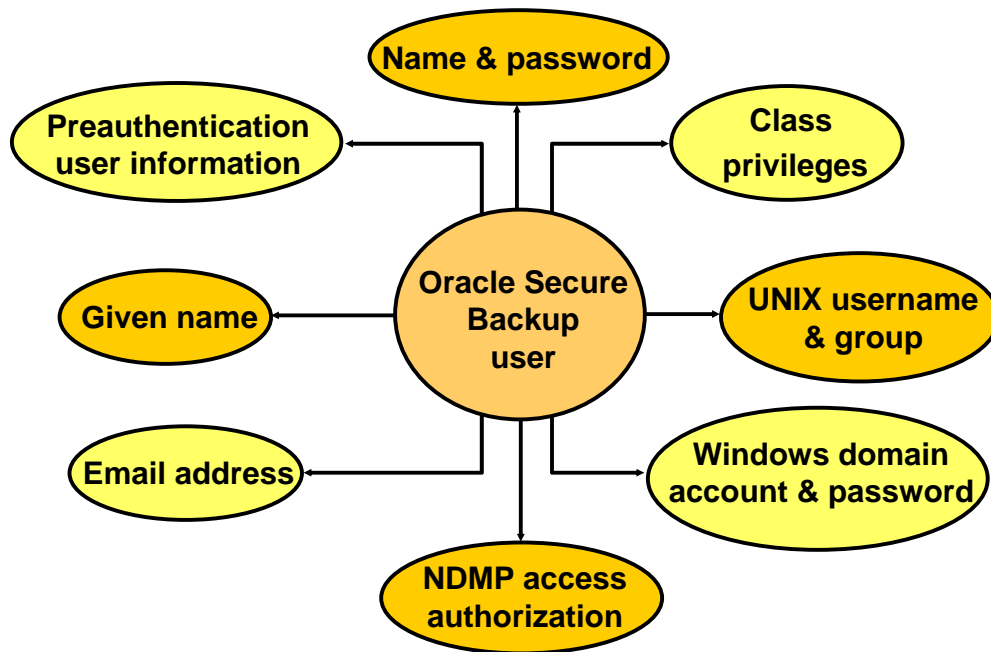 Name & password
Preauthentication
user information
Class
privileges
Oracle Secure
Backup
user
Given name
UNIX username
& group
Email address
Windows domain
account & password
NDMP access
authorization